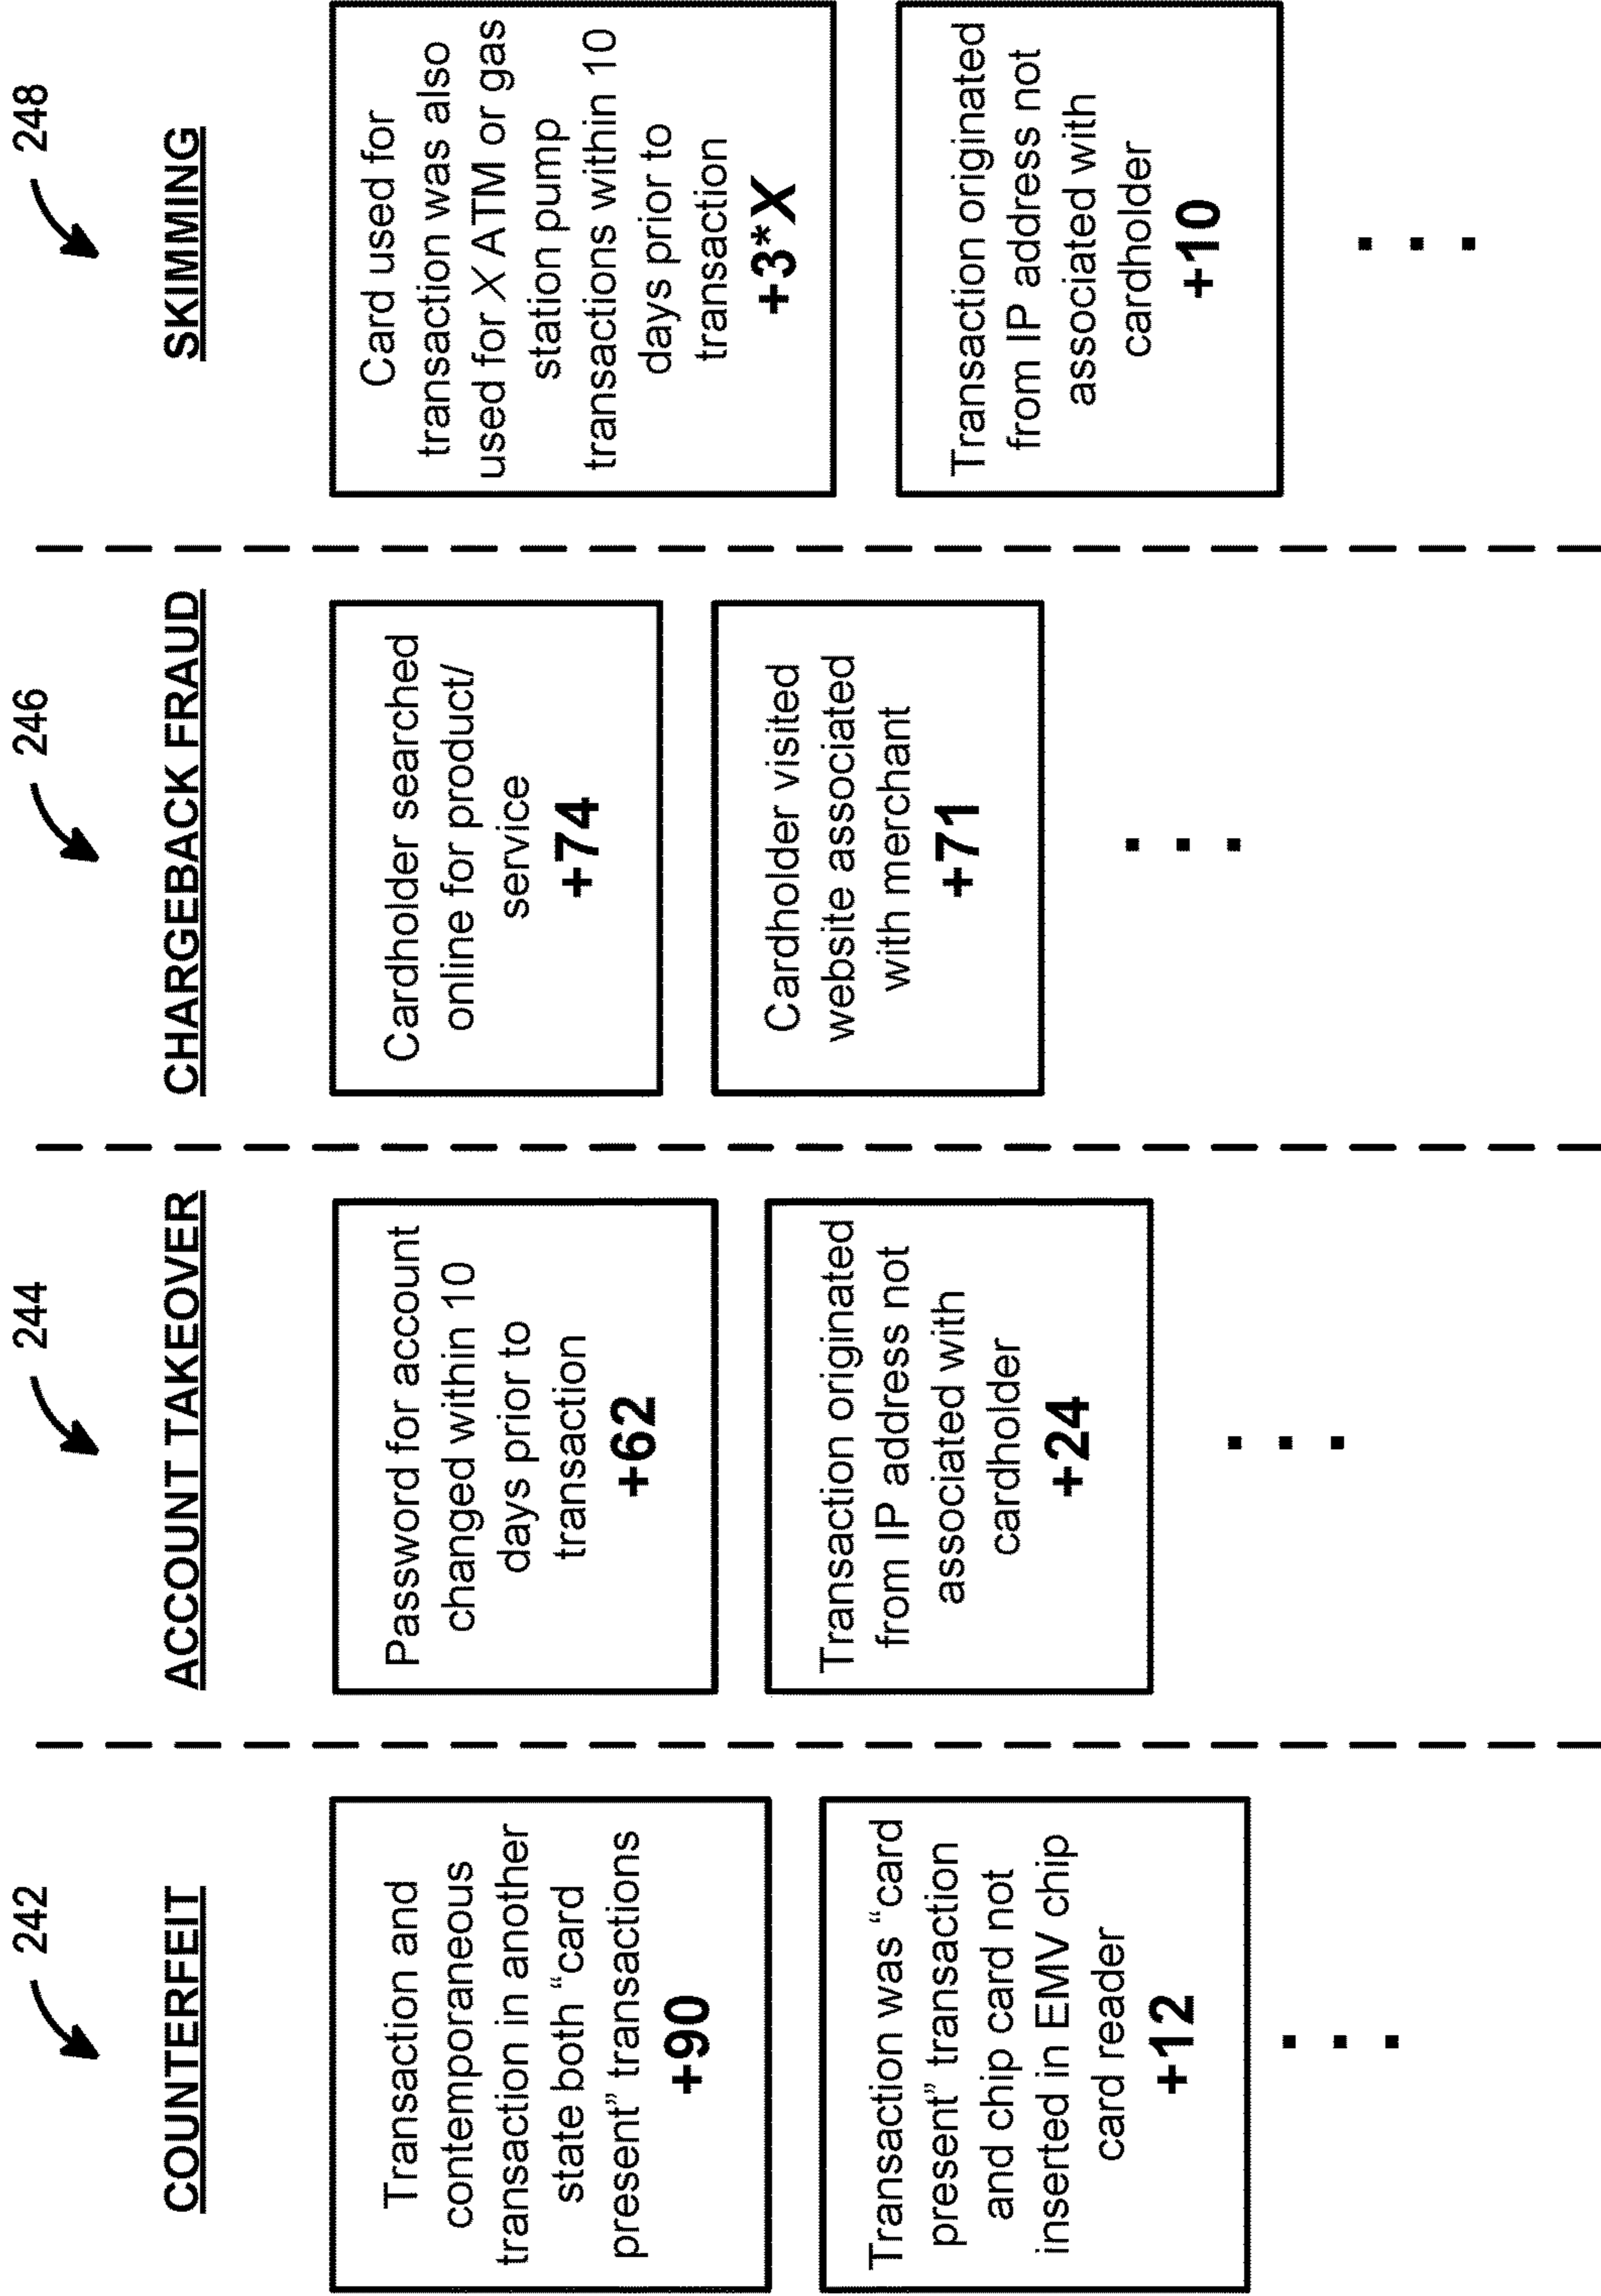 242
COUNTERFEIT
Transaction and
contemporaneous
transaction in another
state both “card
present” transactions
+90
Transaction was “card
present” transaction
and chip card not
inserted in EMV chip
card reader
+12
244
ACCOUNT TAKEOVER
Password for account
changed within 10
days prior to
transaction
+62
Transaction originated
from IP address not
associated with
cardholder
+24
246
CHARGEBACK FRAUD
Cardholder searched
online for product/
service
+74
Cardholder visited
website associated
with merchant
+71
248
SKIMMING
Card used for
transaction was also
used for X ATM or gas
station pump
transactions within 10
days prior to
transaction
+3*X
Transaction originated
from IP address not
associated with
cardholder
+10